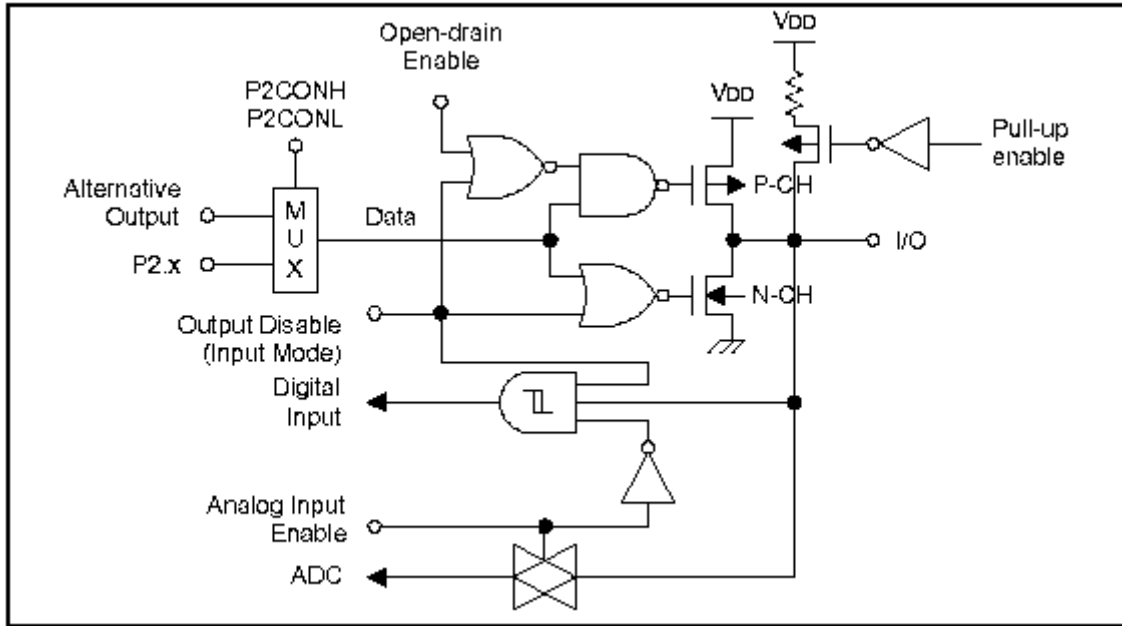 Open-drain
Enable
VDD
P2CONH
P2CONL
VDD
Pull-up
enable
Alternative
Output
M
U
X
Data
P-CH
P2.x
I/O
N-CH
Output Disable
(Input Mode)
Digital
Input
Analog Input
Enable
ADC